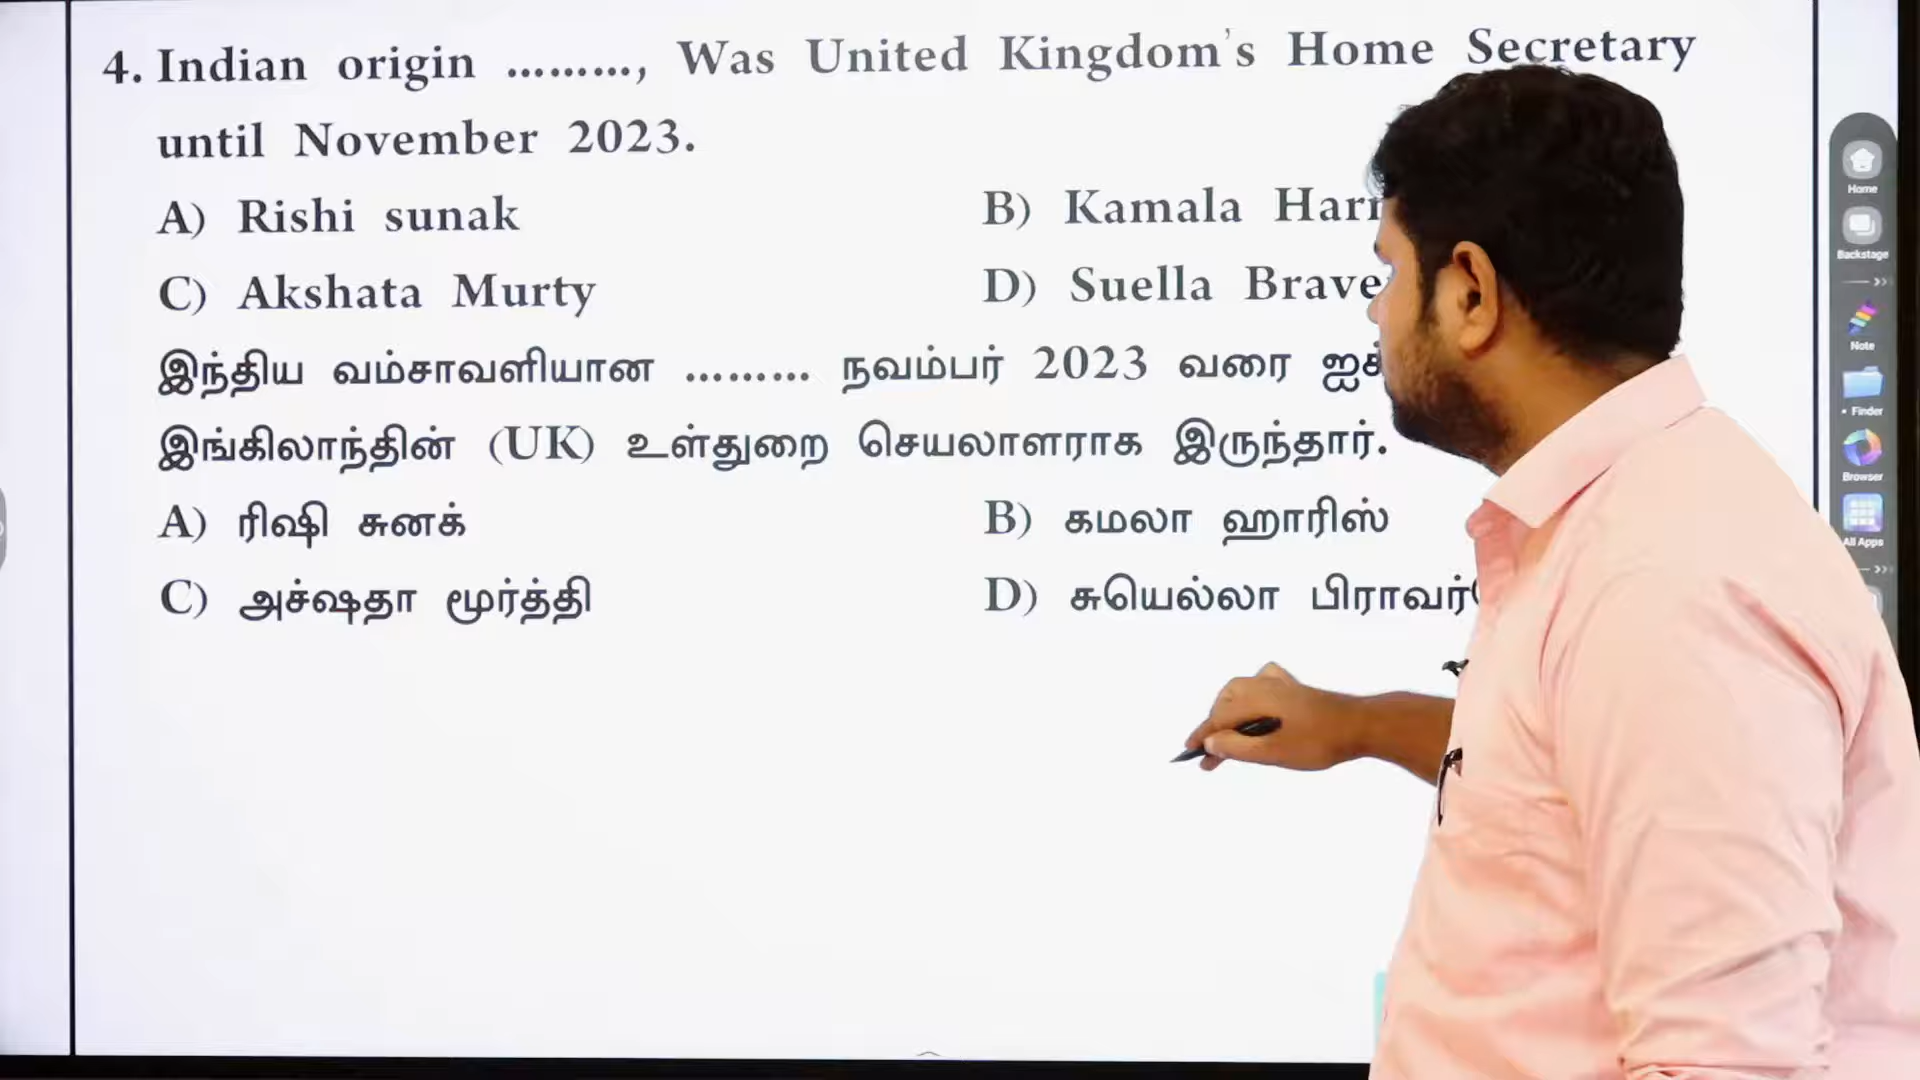 4. Indian origin ........., Was United Kingdom's Home Secretary
until November 2023.
A) Rishi sunak B) Kamala
C) Akshata Murty D) Suella
இந்திய வம்சாவளியான ......... நவம்பர் 2023 வரை
இங்கிலாந்தின் (UK) உள்துறை செயலாளராக இருந்தார்.
A) ரிஷி சுனக் B) கமலா ஹாரிஸ்
C) அச்ஷதா மூர்த்தி D) சுயெல்லா
Home
Backstage
Note
Finder
Browser
All Apps